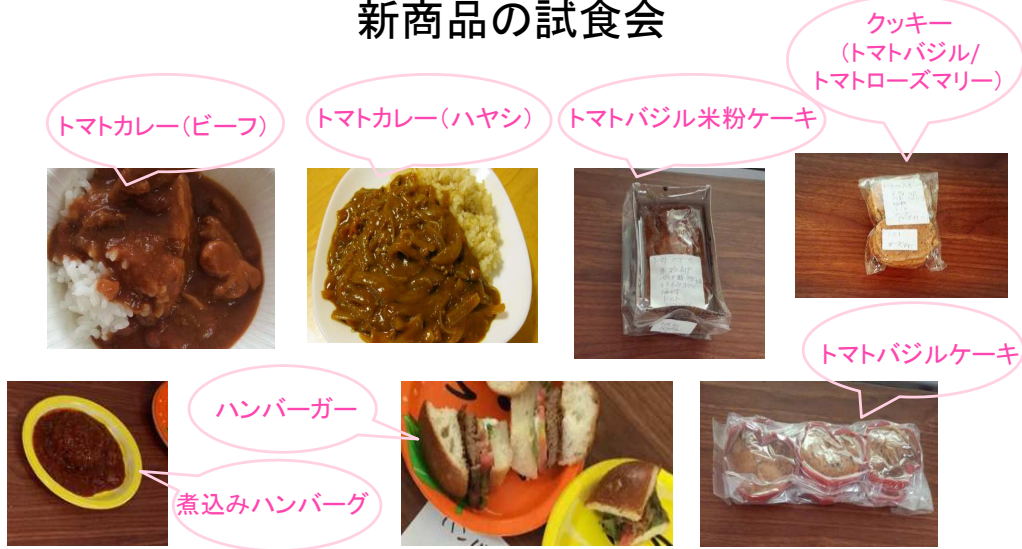 新商品の試食会
クッキー
(トマトバジル/
トマトローズマリー)
トマトカレー(ビーフ)
トマトカレー(ハヤシ)
トマトバジル米粉ケーキ
トマトバジルケーキ
ハンバーガー
煮込みハンバーグ